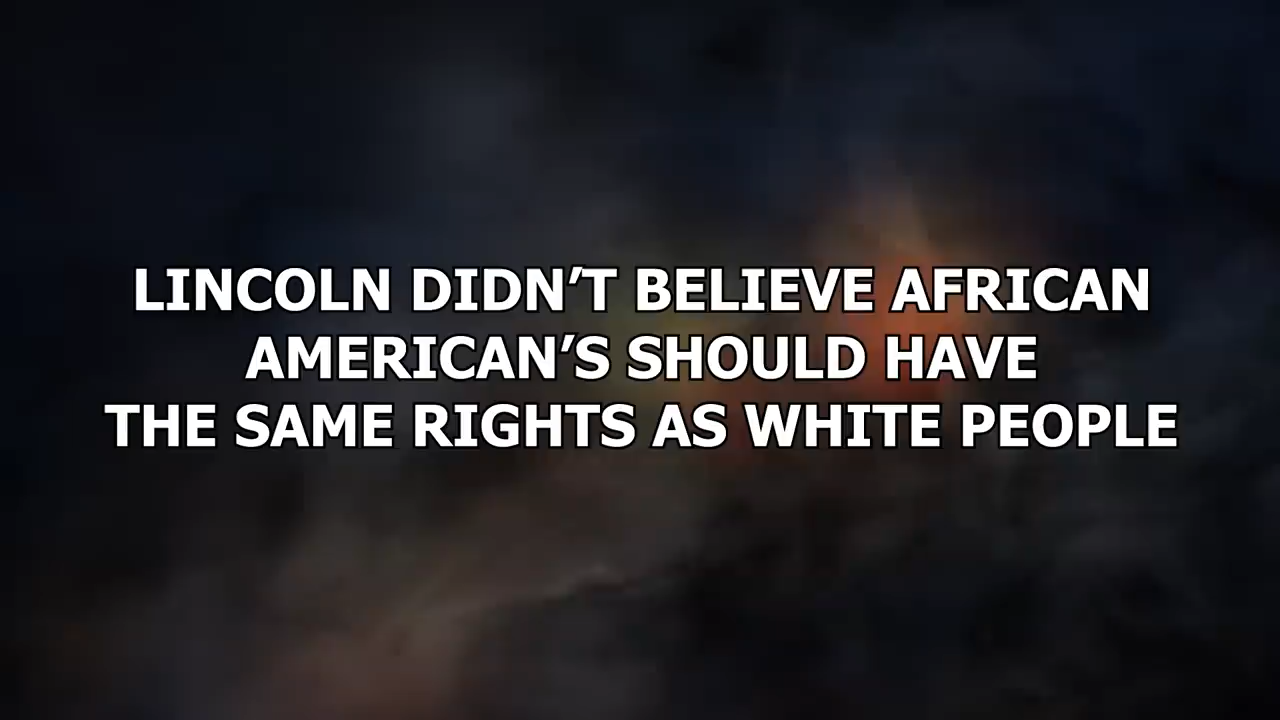 LINCOLN DIDN’T BELIEVE AFRICAN
AMERICAN’S SHOULD HAVE
THE SAME RIGHTS AS WHITE PEOPLE